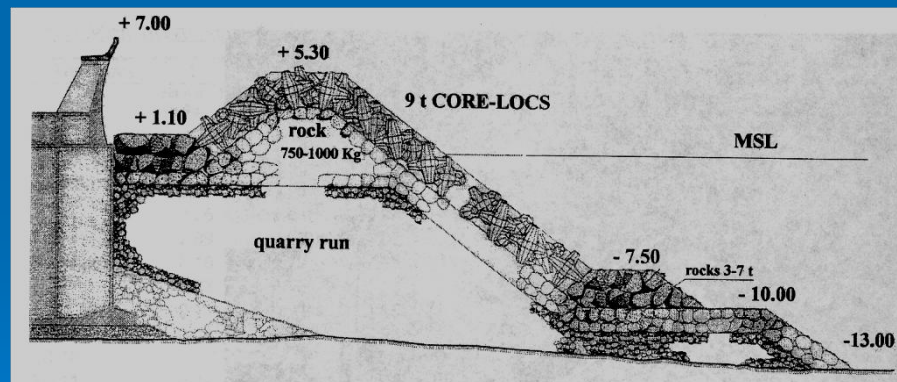 + 7.00
+ 5.30
9 t CORE-LOCS
+ 1.10
rock
750-1000 Kg
MSL
quarry run
- 7.50
rocks 3-7 t
- 10.00
-13.00